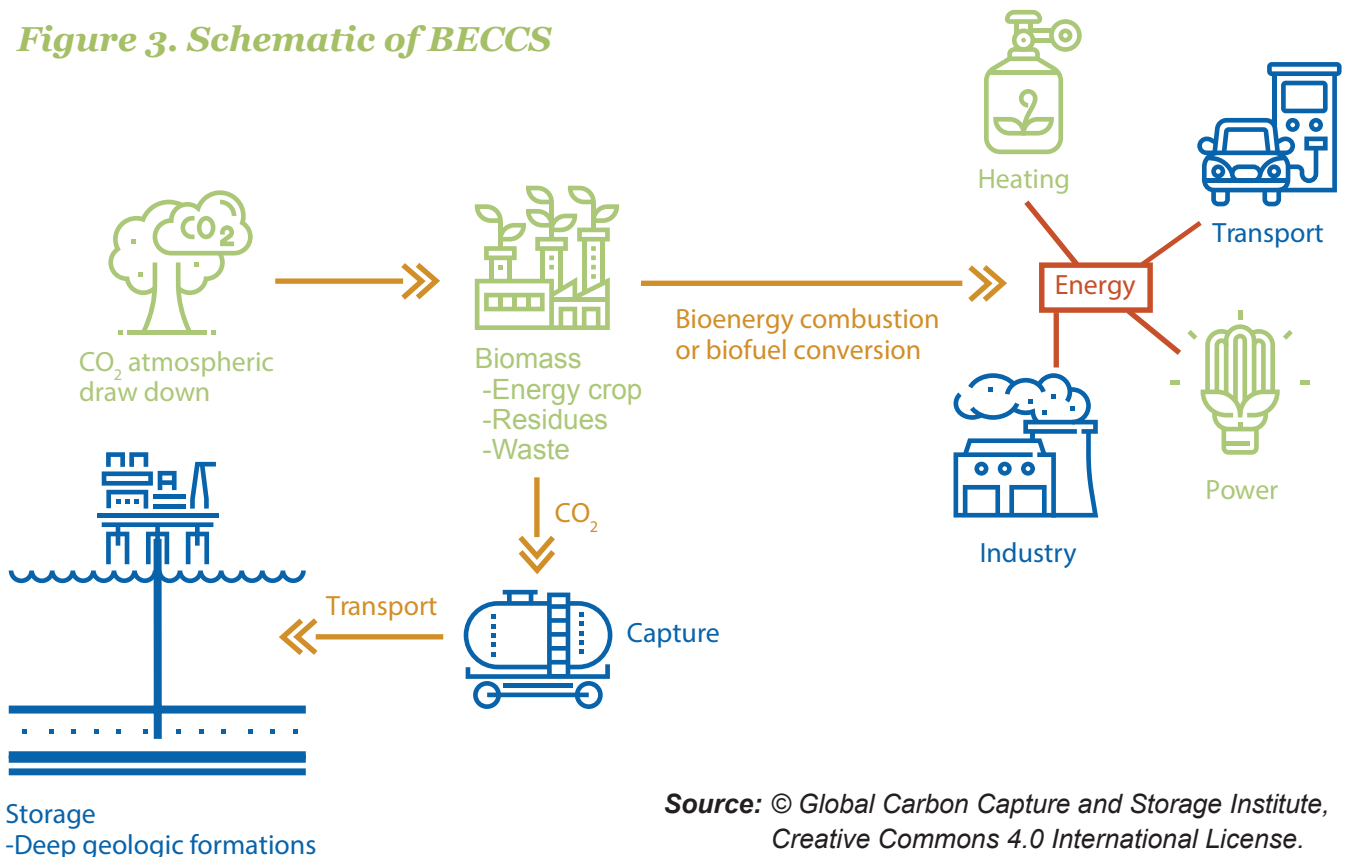 Figure 3. Schematic of BECCS
CO2
CO₂ atmospheric
draw down
Biomass
-Energy crop
-Residues
-Waste
Bioenergy combustion
or biofuel conversion
Heating
Transport
Energy
Industry
Power
CO₂
Capture
Transport
Storage
-Deep geologic formations
Source: © Global Carbon Capture and Storage Institute,
Creative Commons 4.0 International License.